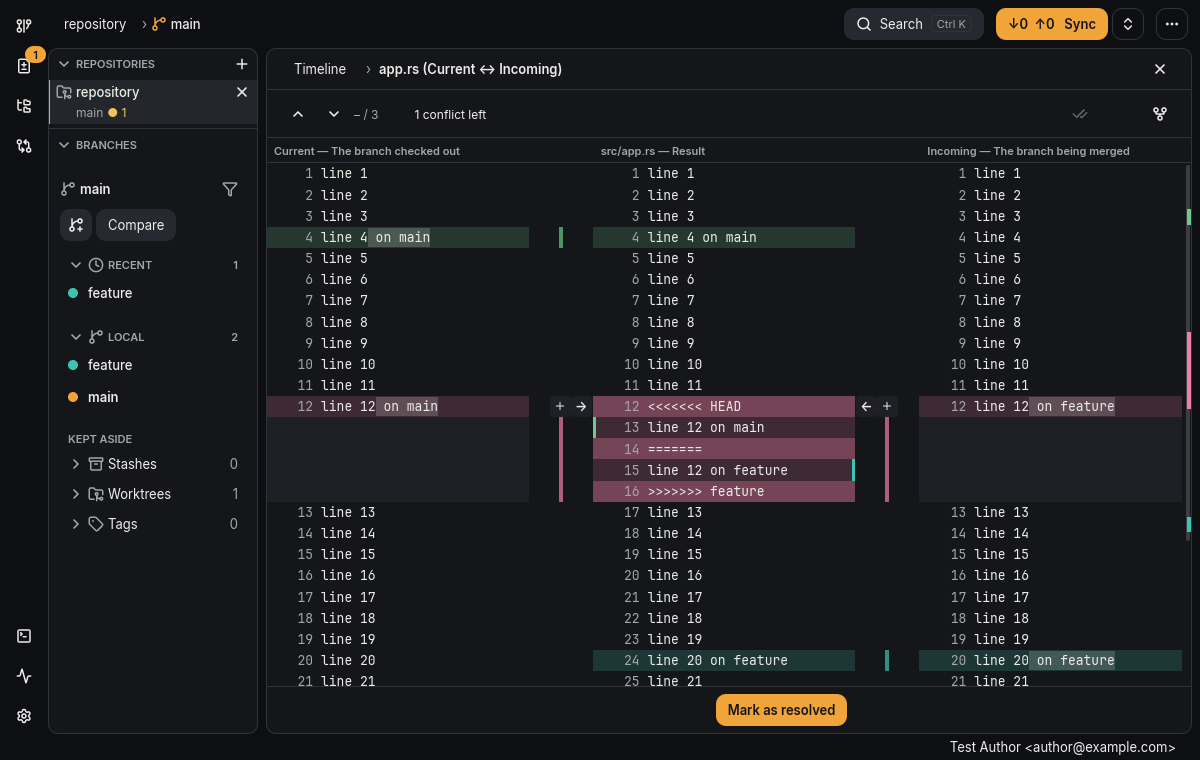 repository › main
Search Ctrl K
↓0 ↑0 Sync
1
REPOSITORIES
repository
main 1
BRANCHES
main
Compare
RECENT 1
feature
LOCAL 2
feature
main
KEPT ASIDE
Stashes 0
Worktrees 1
Tags 0
Timeline › app.rs (Current ↔ Incoming)
– / 3 1 conflict left
Current — The branch checked out
1 line 1
2 line 2
3 line 3
4 line 4 on main
5 line 5
6 line 6
7 line 7
8 line 8
9 line 9
10 line 10
11 line 11
12 line 12 on main
13 line 13
14 line 14
15 line 15
16 line 16
17 line 17
18 line 18
19 line 19
20 line 20
21 line 21
src/app.rs — Result
1 line 1
2 line 2
3 line 3
4 line 4 on main
5 line 5
6 line 6
7 line 7
8 line 8
9 line 9
10 line 10
11 line 11
12 <<<<<<< HEAD
13 line 12 on main
14 =======
15 line 12 on feature
16 >>>>>>> feature
17 line 13
18 line 14
19 line 15
20 line 16
21 line 17
22 line 18
23 line 19
24 line 20 on feature
25 line 21
Incoming — The branch being merged
1 line 1
2 line 2
3 line 3
4 line 4
5 line 5
6 line 6
7 line 7
8 line 8
9 line 9
10 line 10
11 line 11
12 line 12 on feature
13 line 13
14 line 14
15 line 15
16 line 16
17 line 17
18 line 18
19 line 19
20 line 20 on feature
21 line 21
Mark as resolved
Test Author <author@example.com>